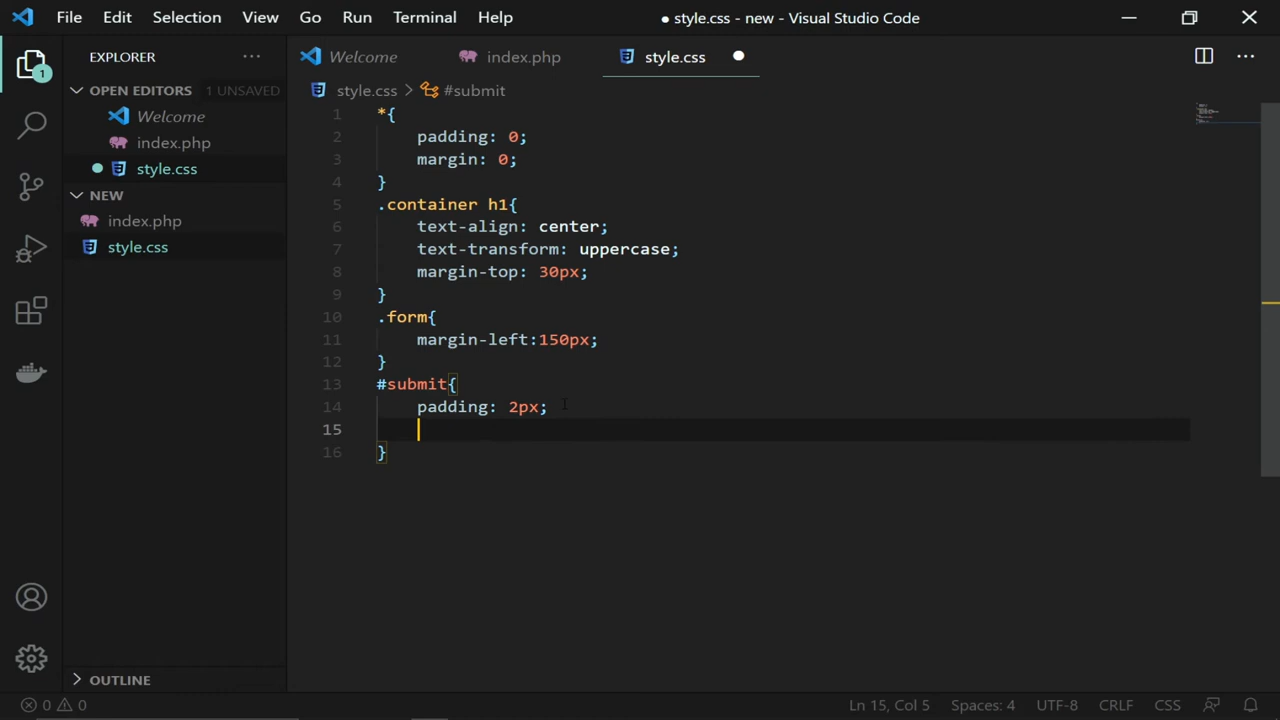 File Edit Selection View Go Run Terminal Help
● style.css - new - Visual Studio Code
1
EXPLORER
Welcome index.php style.css
OPEN EDITORS 1 UNSAVED
style.css > #submit
Welcome
index.php
style.css
NEW
index.php
style.css
1 *{
2 padding: 0;
3 margin: 0;
4 }
5 .container h1{
6 text-align: center;
7 text-transform: uppercase;
8 margin-top: 30px;
9 }
10 .form{
11 margin-left:150px;
12 }
13 #submit{
14 padding: 2px;
15
16 }
OUTLINE
0 0 Ln 15, Col 5 Spaces: 4 UTF-8 CRLF CSS